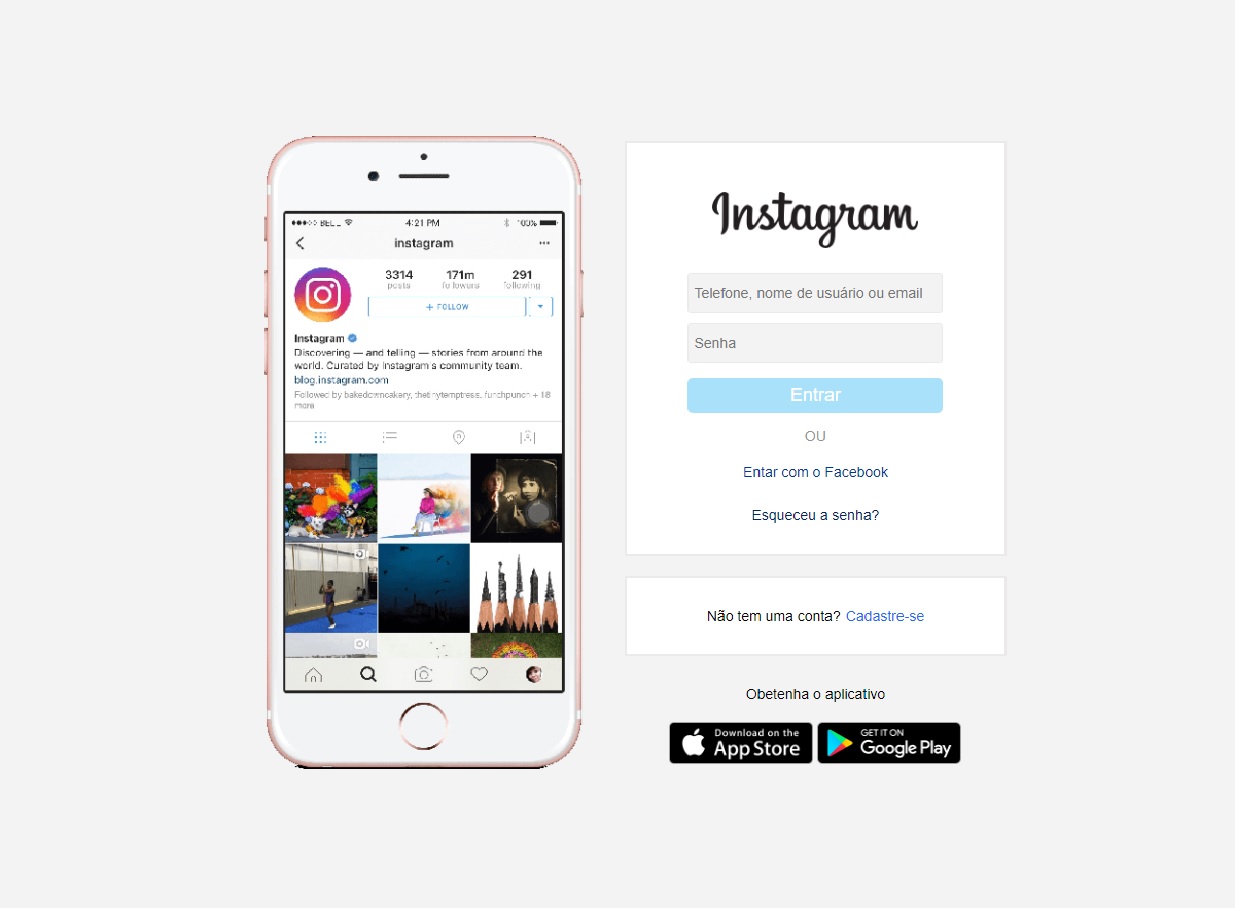 BELL 4:21 PM 100%
instagram
3314 171m 291
posts followers following
+ FOLLOW
Instagram
Discovering — and telling — stories from around the
world. Curated by Instagram's community team.
blog.instagram.com
Followed by bakedowncakery, thetinytemptress, funchpunch + 18
more
Instagram
Telefone, nome de usuário ou email
Senha
Entrar
OU
Entar com o Facebook
Esqueceu a senha?
Não tem uma conta? Cadastre-se
Obetenha o aplicativo
Download on the
App Store
GET IT ON
Google Play